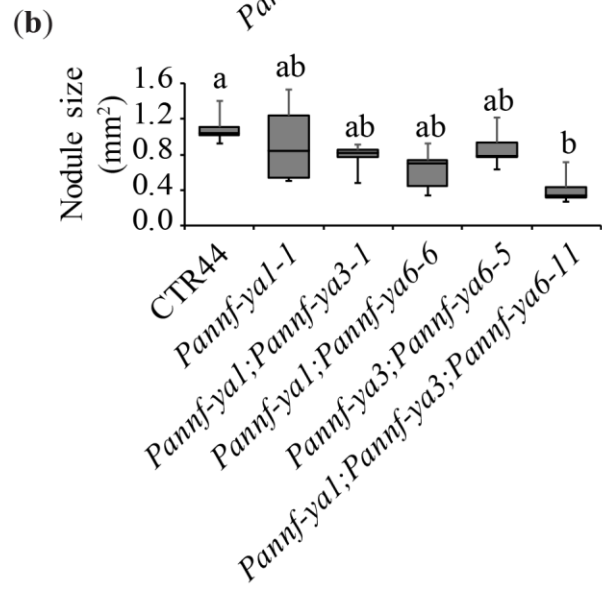 Pan
(b)
Nodule size
(mm²)
1.6
1.2
0.8
0.4
0.0
a
ab
ab
ab
ab
b
CTR44
Pannf-ya1-1
Pannf-ya1;Pannf-ya3-1
Pannf-ya1;Pannf-ya6-6
Pannf-ya3;Pannf-ya6-5
Pannf-ya1;Pannf-ya3;Pannf-ya6-11